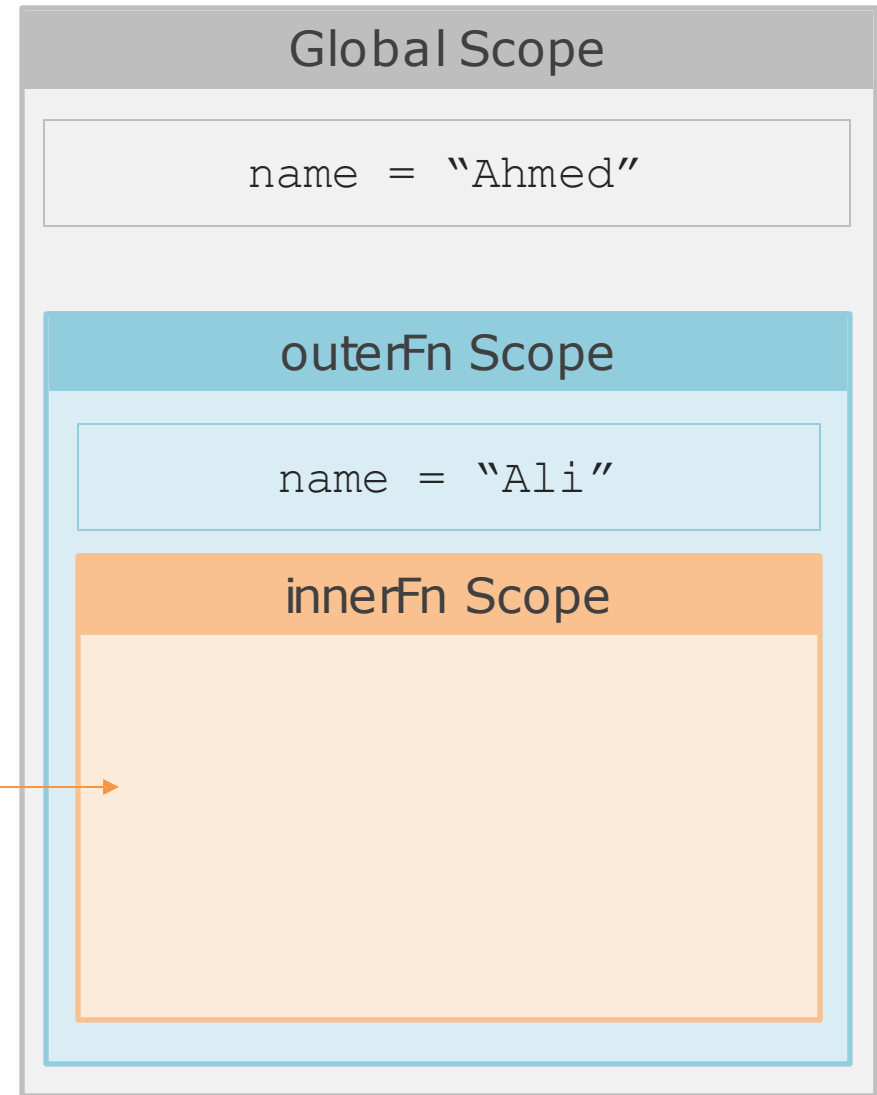 Global Scope
name = “Ahmed”
outerFn Scope
name = “Ali”
innerFn Scope